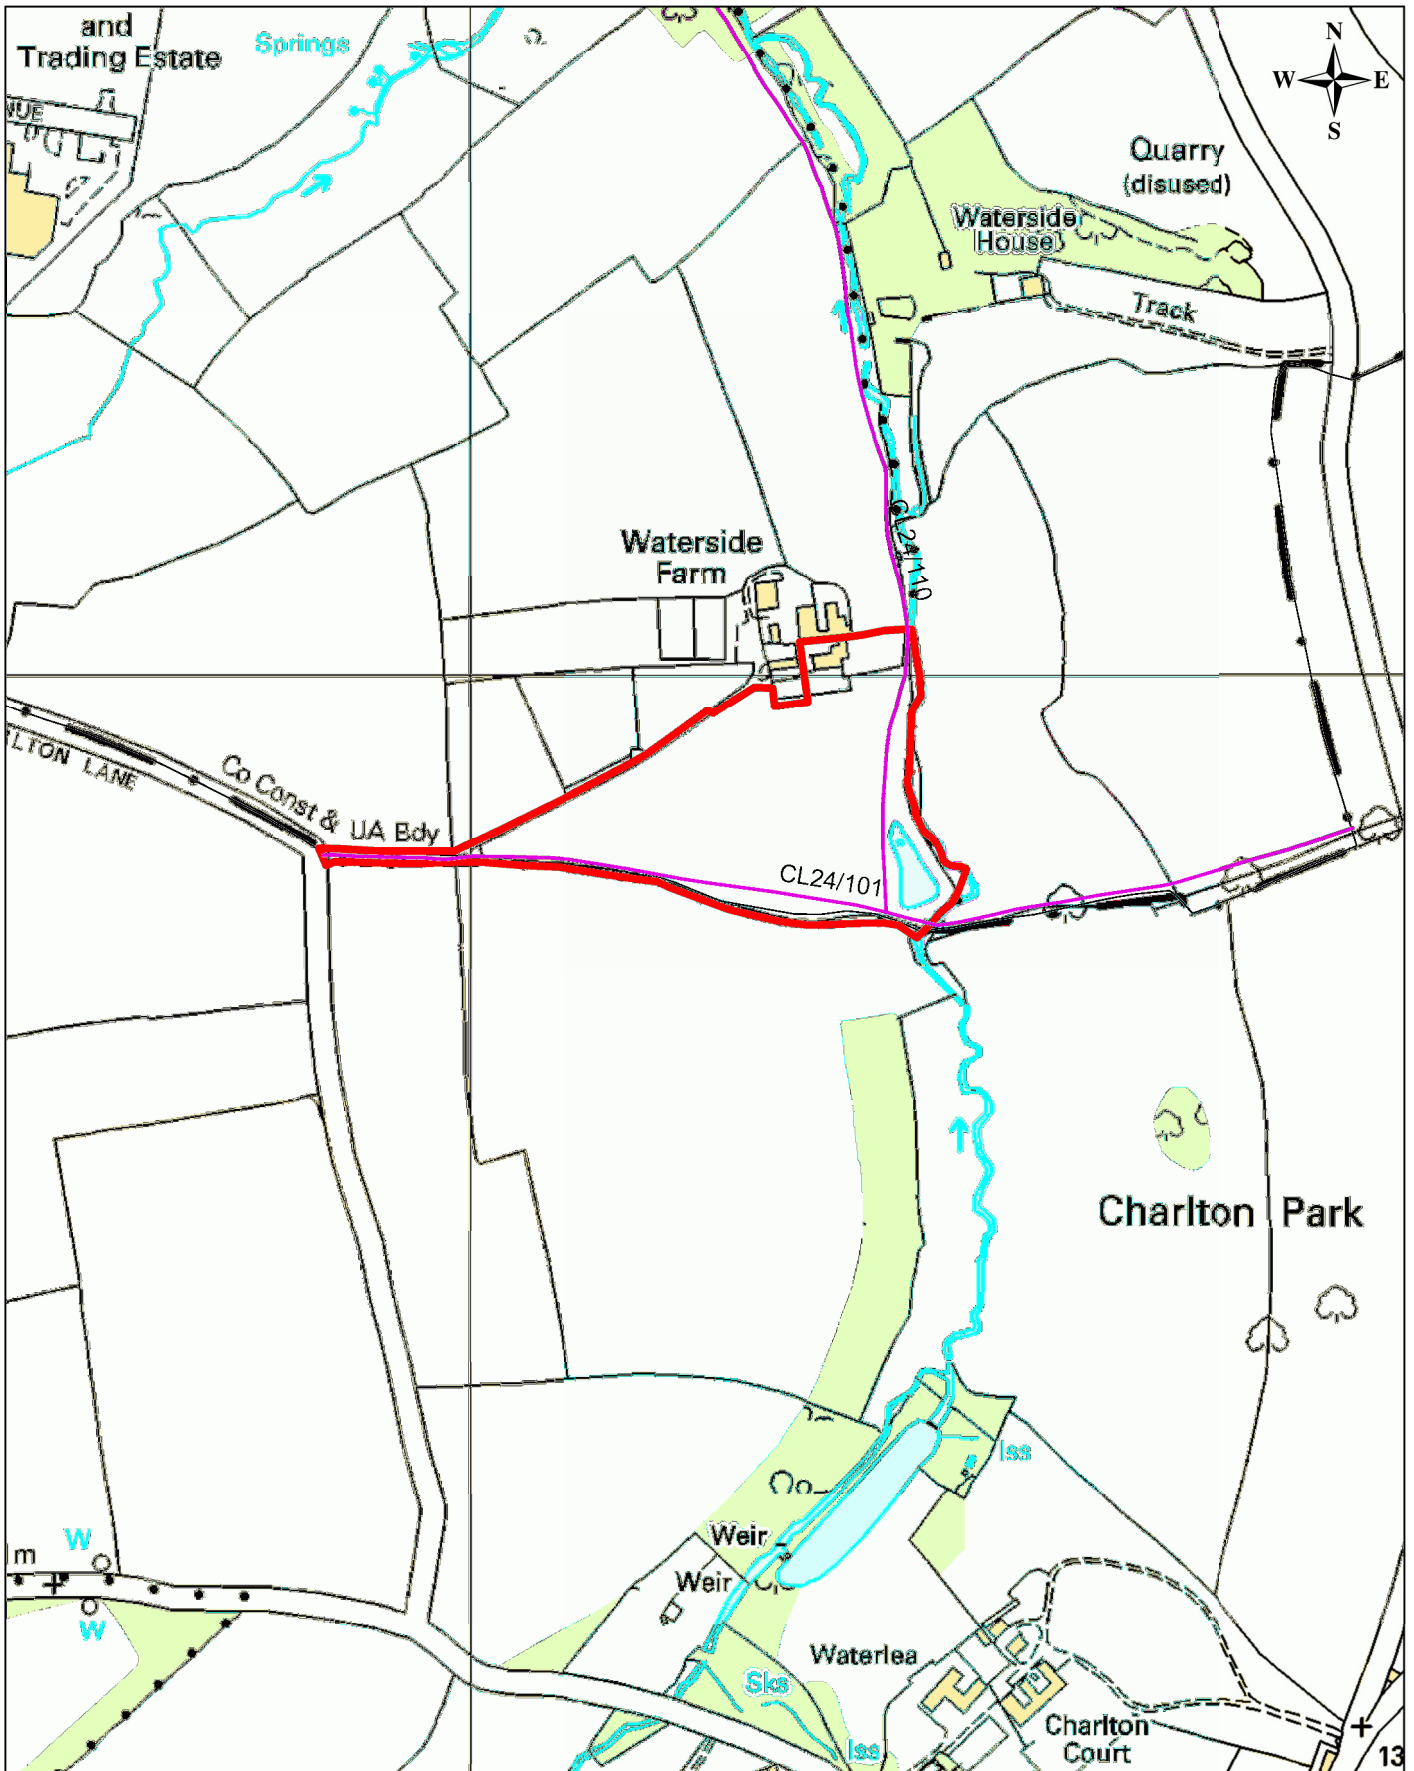 and
Trading Estate
Springs
N
W E
S
Quarry
(disused)
Waterside
House
Track
CL24/110
Waterside
Farm
LTON LANE
Co Const & UA Bdy
CL24/101
Charlton Park
Iss
Weir
Weir
W
m
W
Waterlea
Sks
Iss
Charlton
Court
13